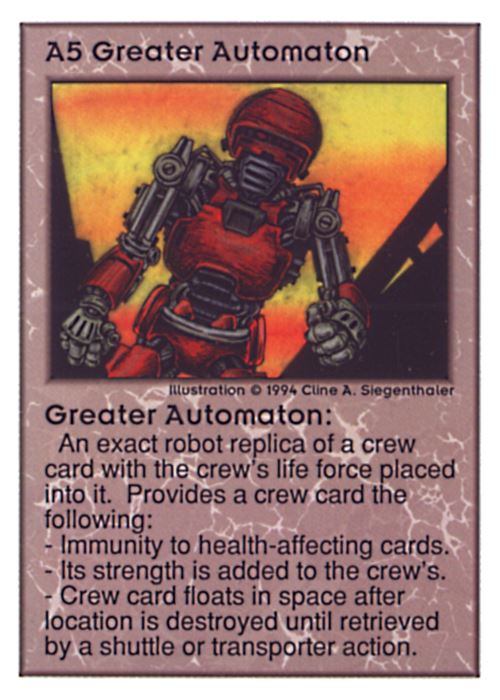 A5 Greater Automaton
Illustration © 1994 Cline A. Siegenthaler
Greater Automaton:
An exact robot replica of a crew
card with the crew's life force placed
into it. Provides a crew card the
following:
- Immunity to health-affecting cards.
- Its strength is added to the crew's.
- Crew card floats in space after
location is destroyed until retrieved
by a shuttle or transporter action.